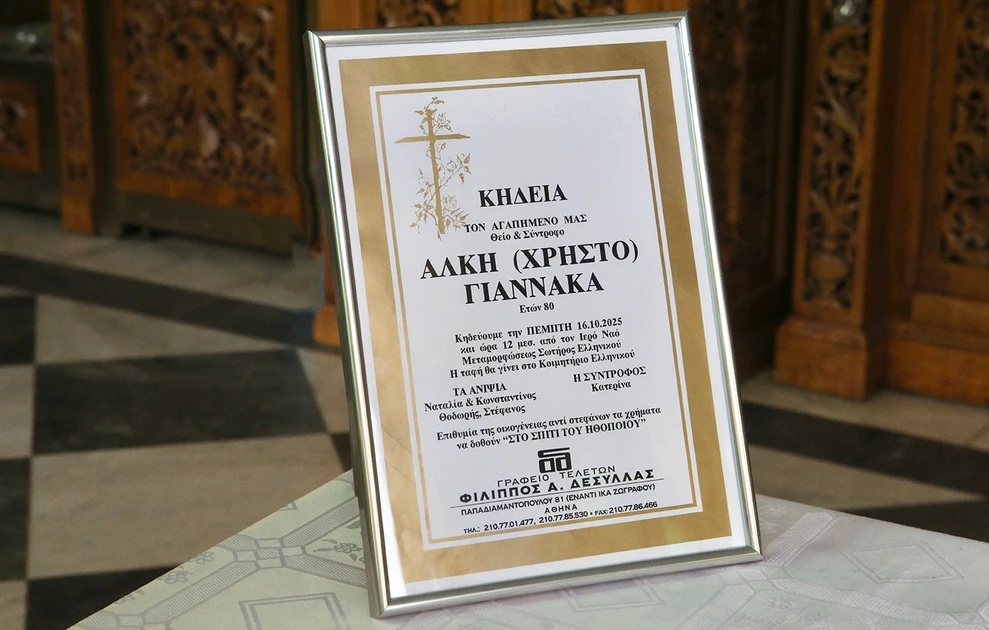 ΚΗΔΕΙΑ
ΤΟΝ ΑΓΑΠΗΜΕΝΟ ΜΑΣ
Θείο & Σύντροφο
ΑΛΚΗ (ΧΡΗΣΤΟ)
ΓΙΑΝΝΑΚΑ
Ετών 80
Κηδεύουμε την ΠΕΜΠΤΗ 16.10.2025
και ώρα 12 μεσ. από τον Ιερό Ναό
Μεταμορφώσεως Σωτήρος Ελληνικού
Η ταφή θα γίνει στο Κοιμητήριο Ελληνικού
ΤΑ ΑΝΙΨΙΑ
Ναταλία & Κωνσταντίνος
Θοδωρής, Στέφανος
Η ΣΥΝΤΡΟΦΟΣ
Κατερίνα
Επιθυμία της οικογένειας αντί στεφάνων τα χρήματα
να δοθούν “ΣΤΟ ΣΠΙΤΙ ΤΟΥ ΗΘΟΠΟΙΟΥ”
ΓΡΑΦΕΙΟ ΤΕΛΕΤΩΝ
ΦΙΛΙΠΠΟΣ Α. ΔΕΣΥΛΛΑΣ
ΠΑΠΑΔΙΑΜΑΝΤΟΠΟΥΛΟΥ 81 (ΕΝΑΝΤΙ ΙΚΑ ΖΩΓΡΑΦΟΥ)
ΑΘΗΝΑ
ΤΗΛ.: 210.77.01.477, 210.77.85.530 • FAX: 210.77.86.466